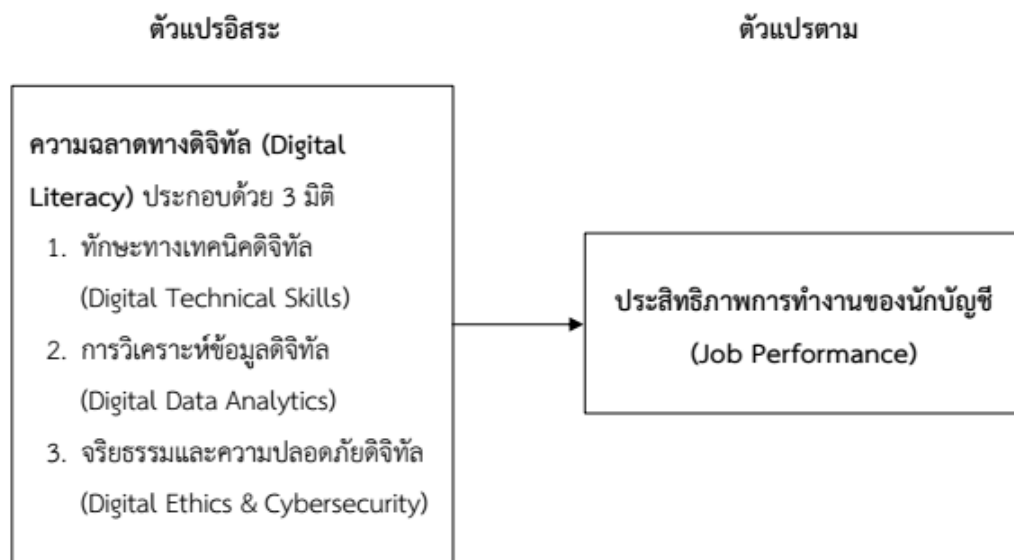 ตัวแปรอิสระ
ตัวแปรตาม
ความฉลาดทางดิจิทัล (Digital
Literacy) ประกอบด้วย 3 มิติ
1. ทักษะทางเทคนิคดิจิทัล
(Digital Technical Skills)
2. การวิเคราะห์ข้อมูลดิจิทัล
(Digital Data Analytics)
3. จริยธรรมและความปลอดภัยดิจิทัล
(Digital Ethics & Cybersecurity)
ประสิทธิภาพการทำงานของนักบัญชี
(Job Performance)